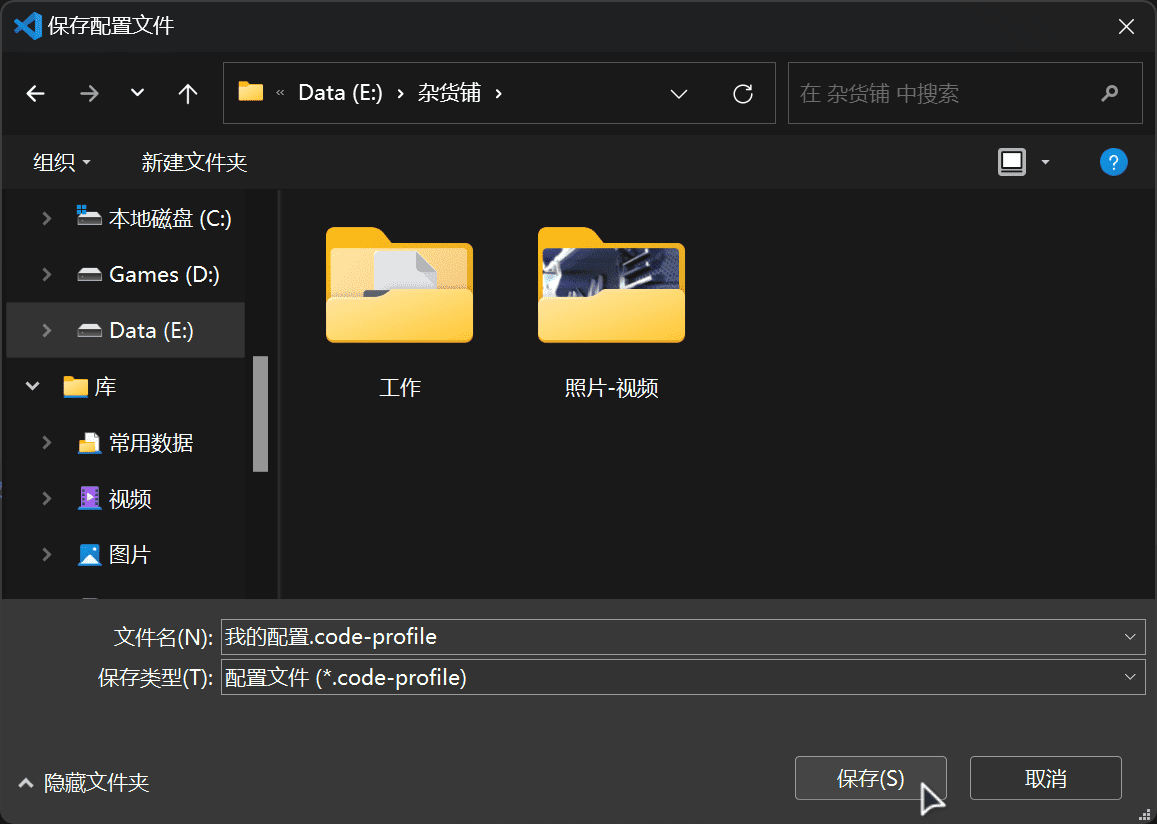 保存配置文件
« Data (E:) › 杂货铺 ›
在 杂货铺 中搜索
组织 新建文件夹
?
本地磁盘 (C:)
Games (D:)
Data (E:)
库
常用数据
视频
图片
工作
照片-视频
文件名(N): 我的配置.code-profile
保存类型(T): 配置文件 (*.code-profile)
隐藏文件夹
保存(S)
取消